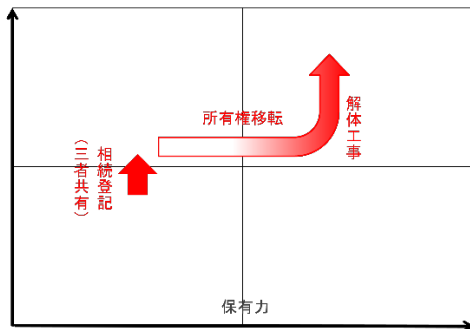 所有権移転
解体工事
相続登記
（三者共有）
保有力